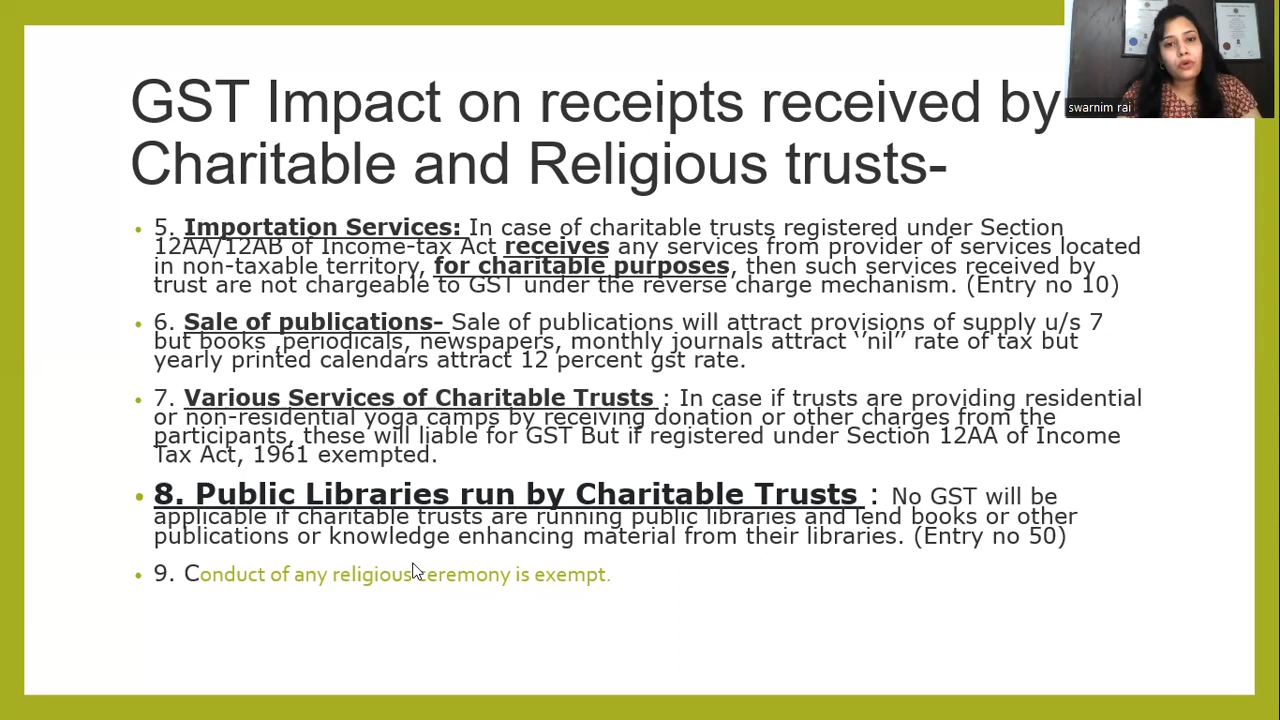 GST Impact on receipts received by
Charitable and Religious trusts-
swarnim rai
• 5. Importation Services: In case of charitable trusts registered under Section
12AA/12AB of Income-tax Act receives any services from provider of services located
in non-taxable territory, for charitable purposes, then such services received by
trust are not chargeable to GST under the reverse charge mechanism. (Entry no 10)
• 6. Sale of publications- Sale of publications will attract provisions of supply u/s 7
but books ,periodicals, newspapers, monthly journals attract ‘’nil’’ rate of tax but
yearly printed calendars attract 12 percent gst rate.
• 7. Various Services of Charitable Trusts : In case if trusts are providing residential
or non-residential yoga camps by receiving donation or other charges from the
participants, these will liable for GST But if registered under Section 12AA of Income
Tax Act, 1961 exempted.
• 8. Public Libraries run by Charitable Trusts : No GST will be
applicable if charitable trusts are running public libraries and lend books or other
publications or knowledge enhancing material from their libraries. (Entry no 50)
• 9. Conduct of any religious ceremony is exempt.